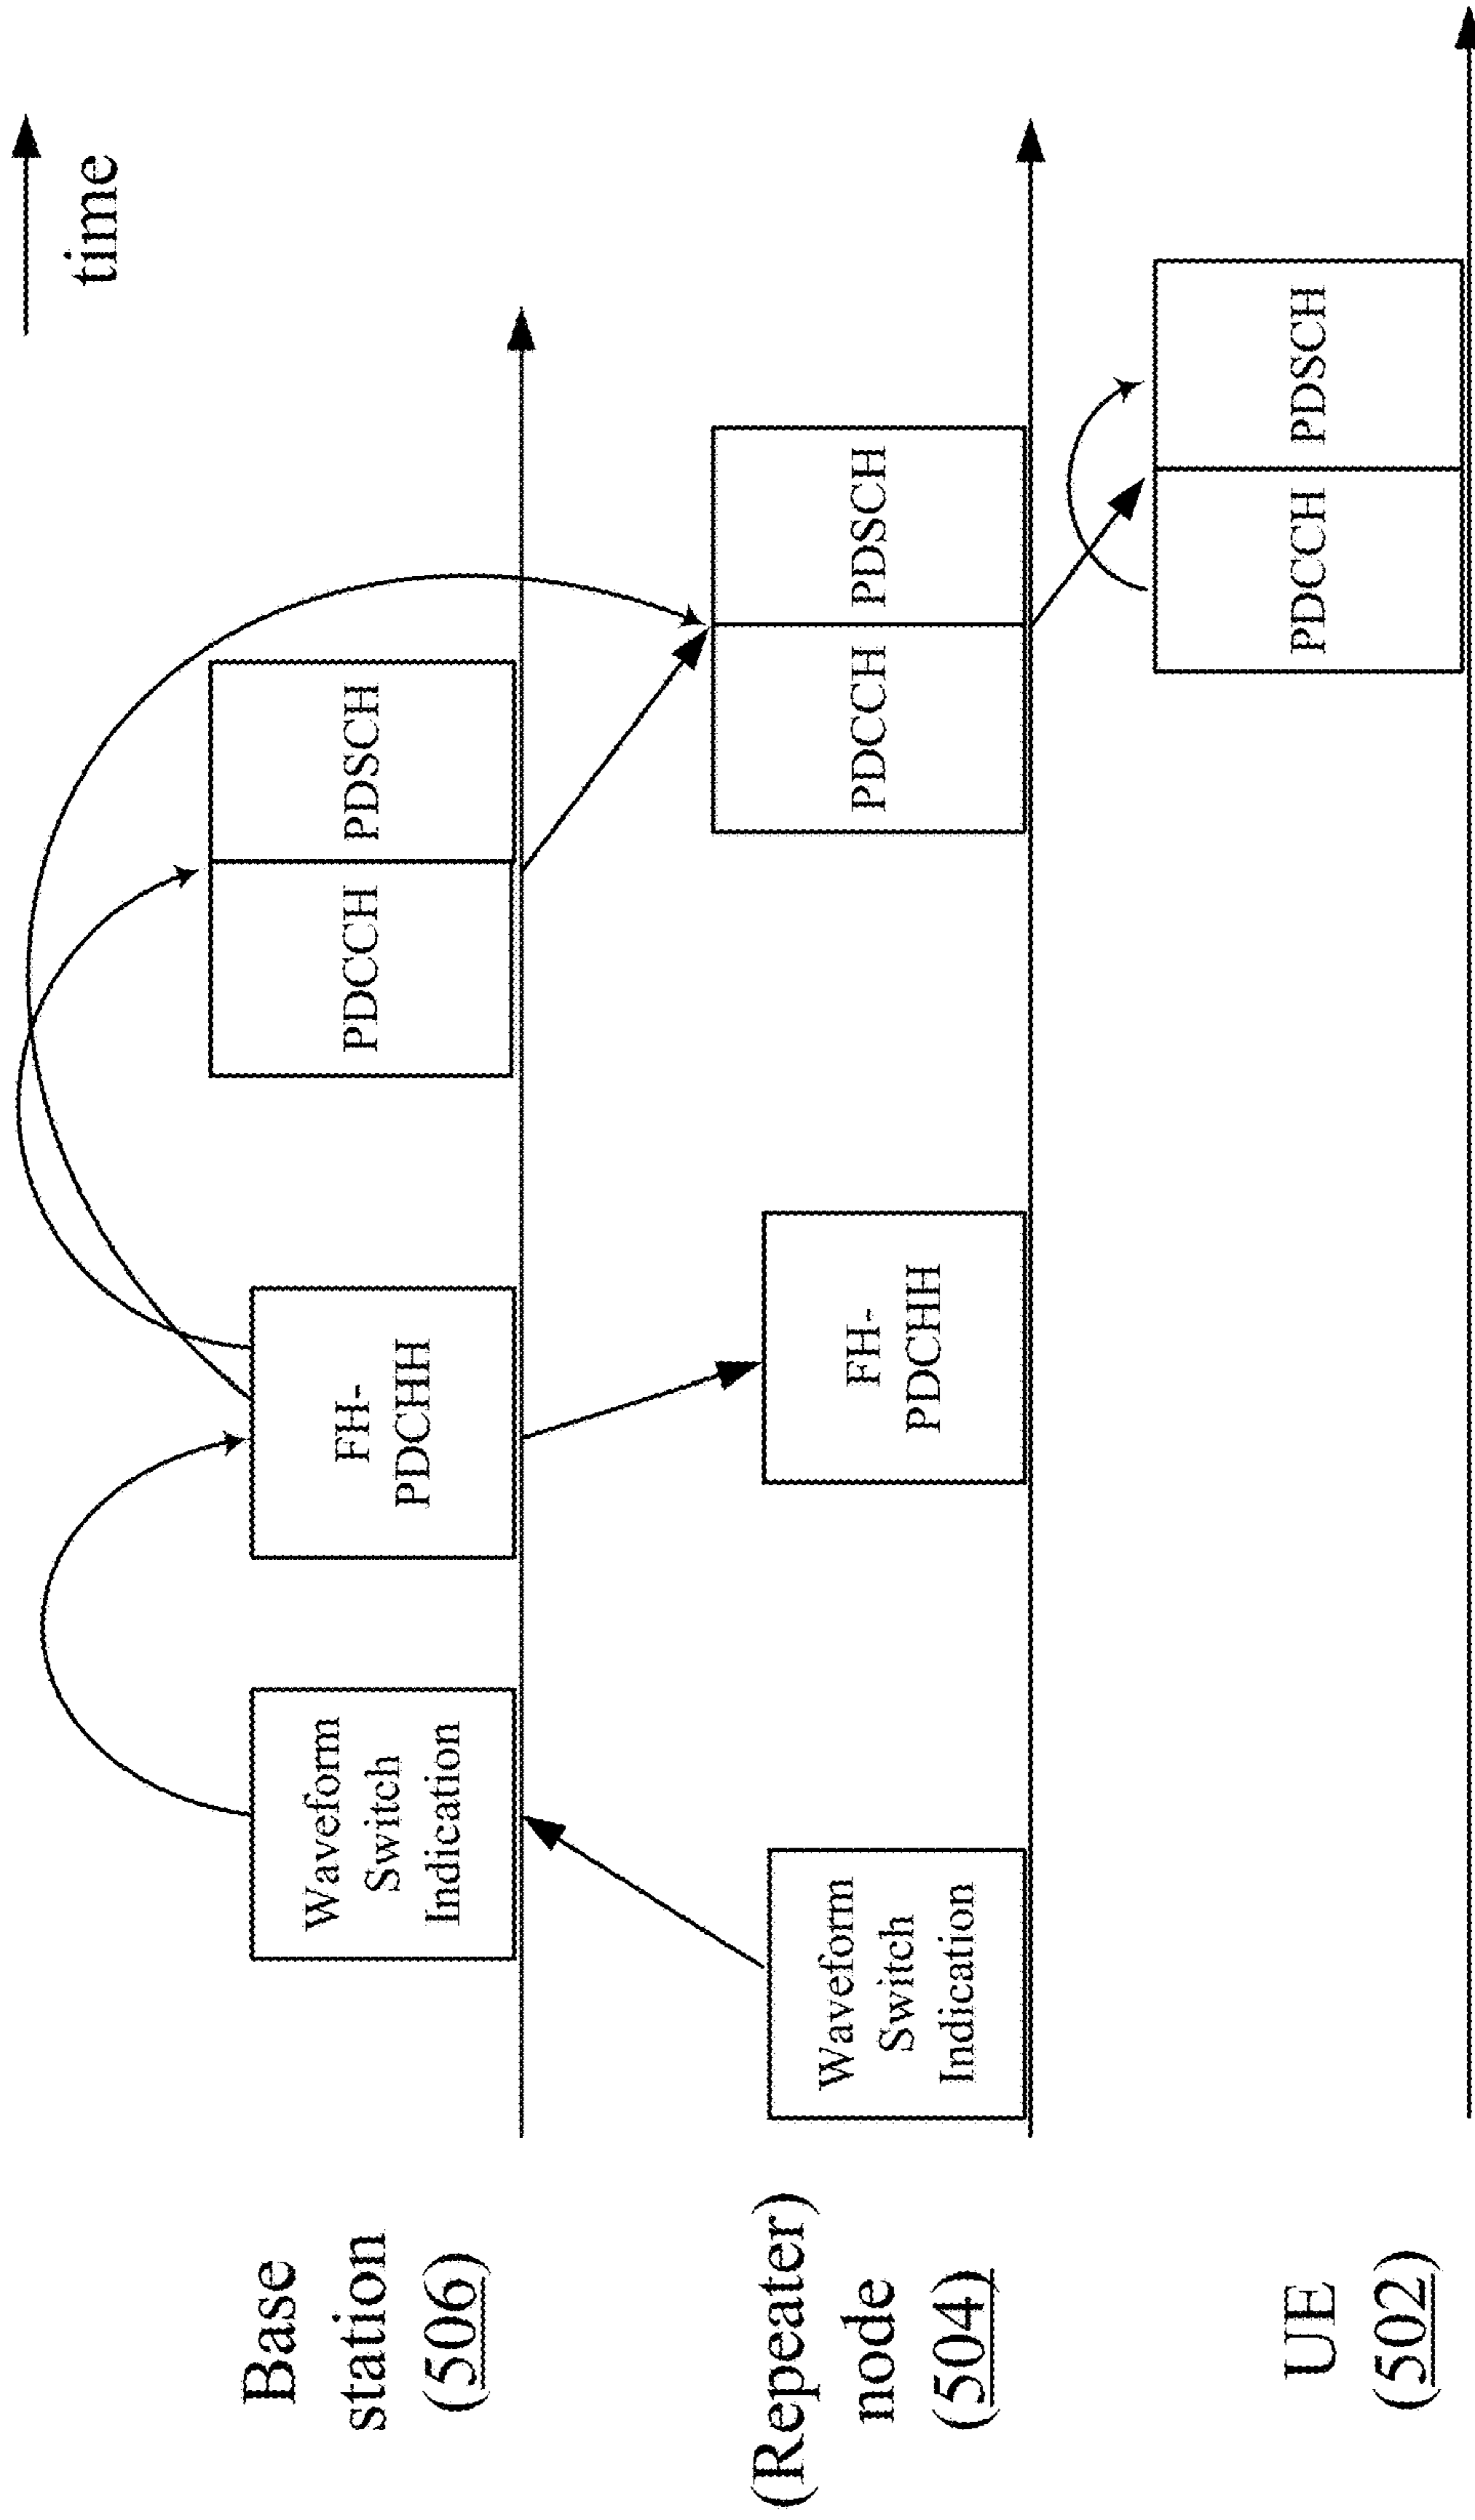 time
Base
station
(506)
Waveform
Switch
Indication
FH-
PDCHH
PDCCH
PDSCH
(Repeater)
node
(504)
Waveform
Switch
Indication
FH-
PDCHH
PDCCH
PDSCH
UE
(502)
PDCCH
PDSCH